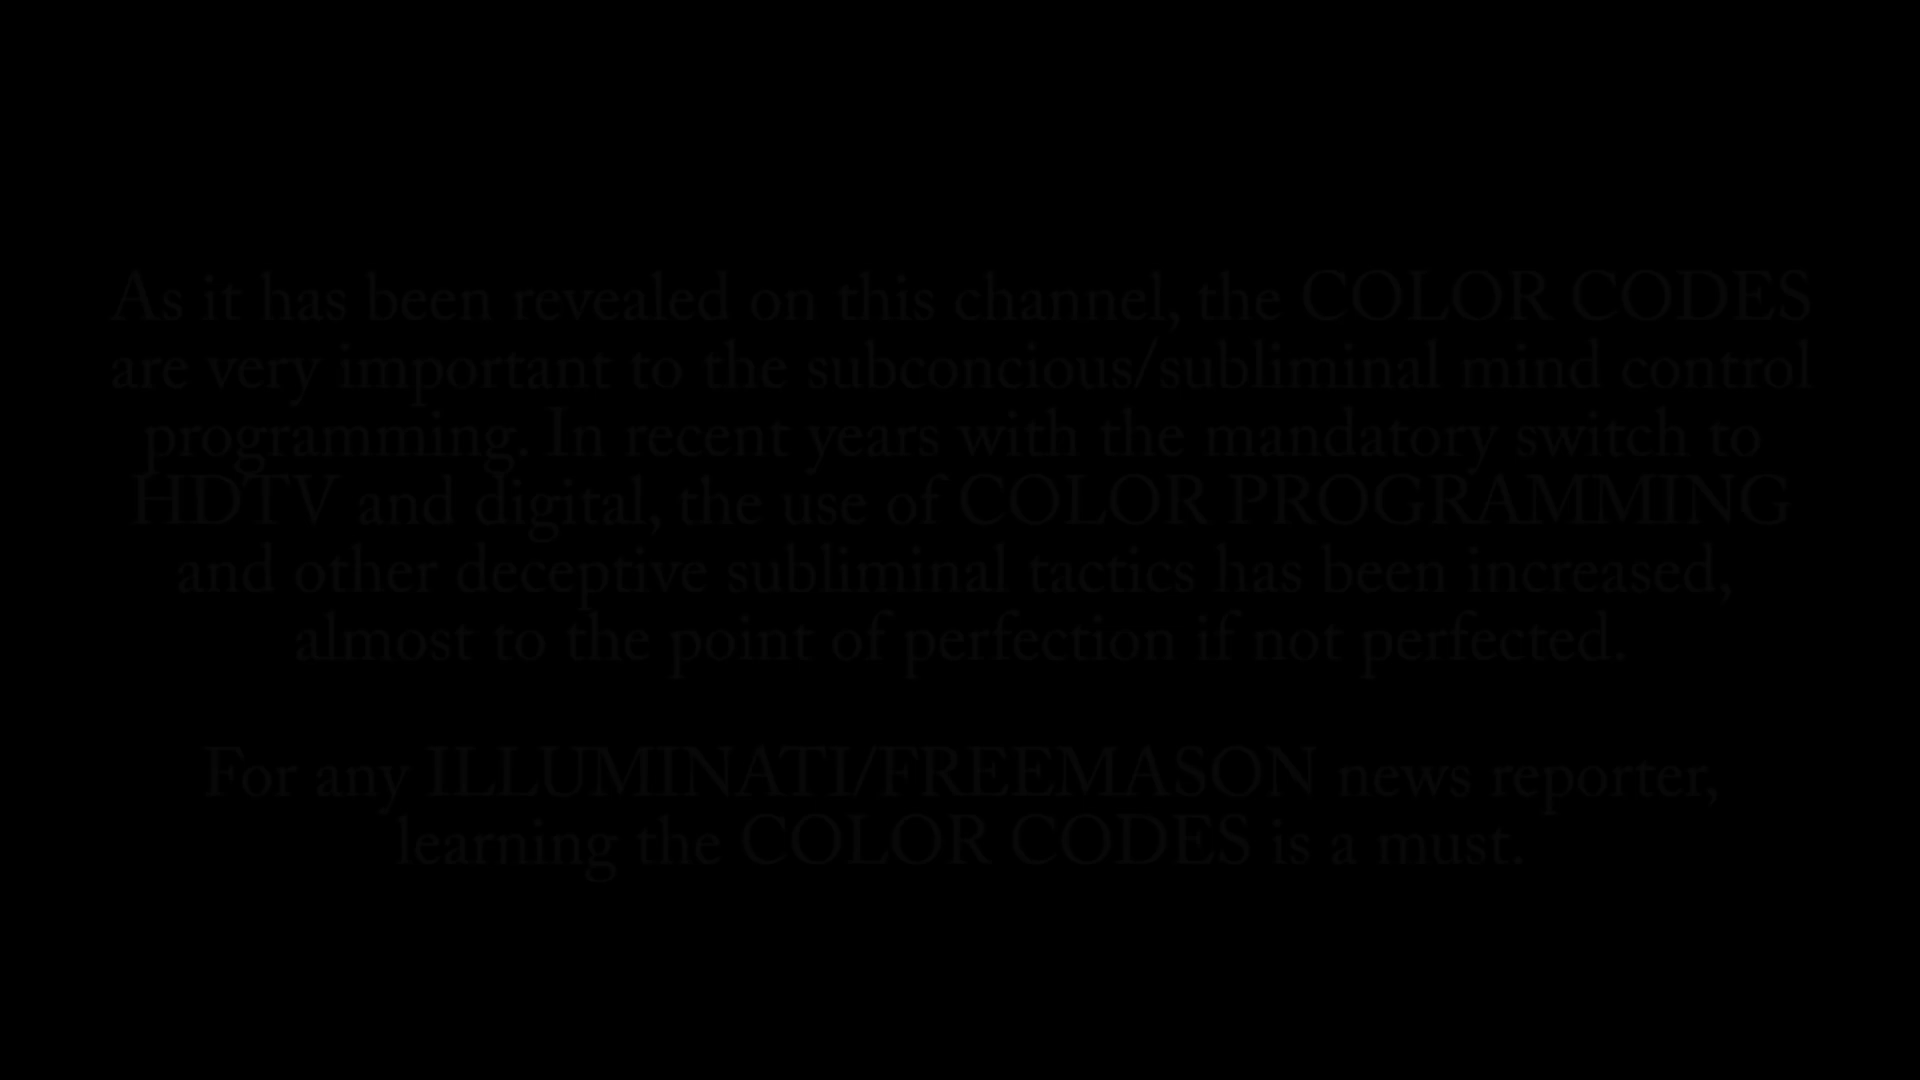 As it has been revealed on this channel, the COLOR CODES
are very important to the subconcious/subliminal mind control
programming. In recent years with the mandatory switch to
HDTV and digital, the use of COLOR PROGRAMMING
and other deceptive subliminal tactics has been increased,
almost to the point of perfection if not perfected.
For any ILLUMINATI/FREEMASON news reporter,
learning the COLOR CODES is a must.